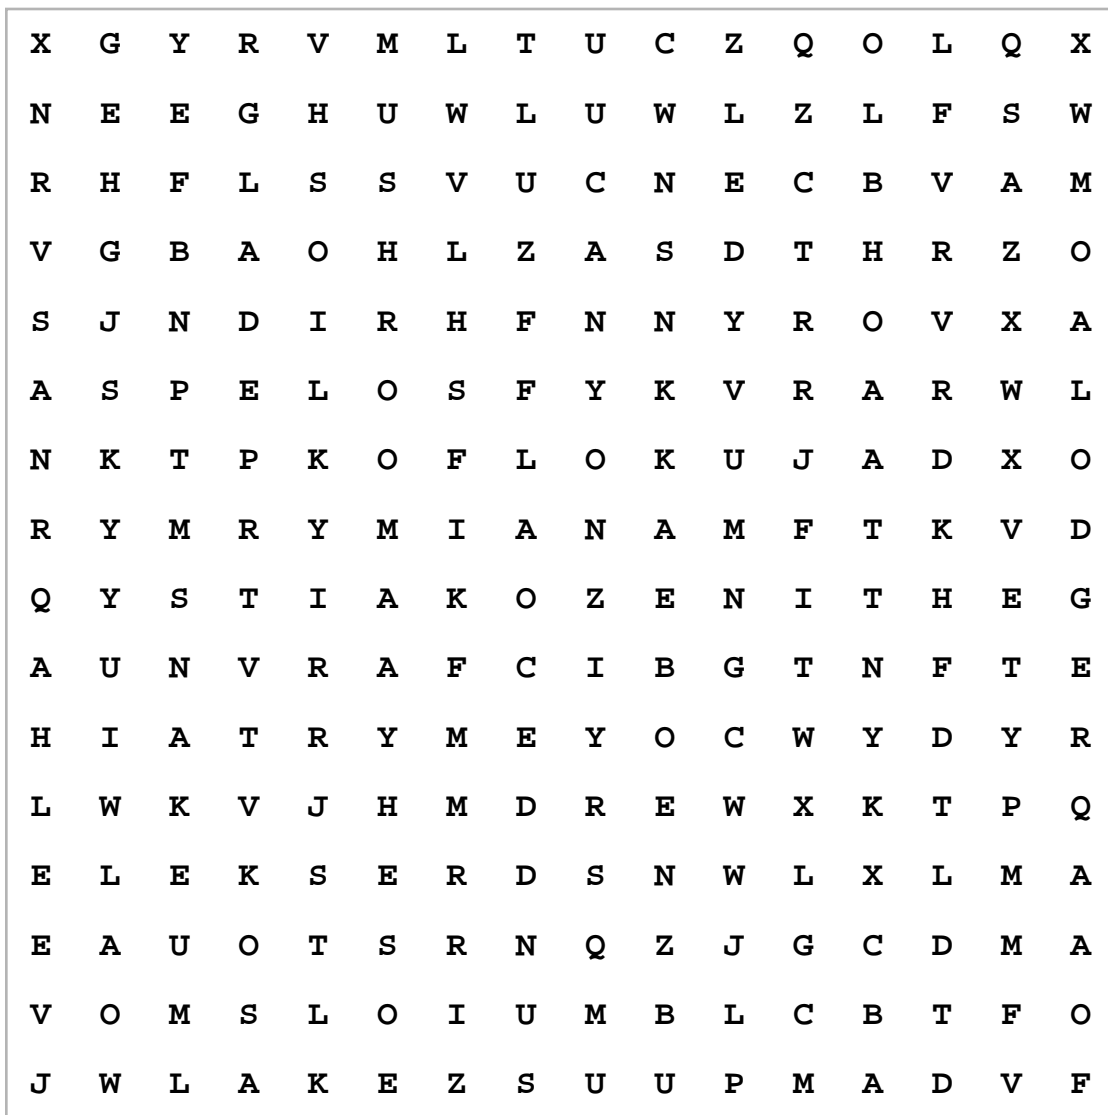 X G Y R V M L T U C Z Q O L Q X
N E E G H U W L U W L Z L F S W
R H F L S S V U C N E C B V A M
V G B A O H L Z A S D T H R Z O
S J N D I R H F N N Y R O V X A
A S P E L O S F Y K V R A R W L
N K T P K O F L O K U J A D X O
R Y M R Y M I A N A M F T K V D
Q Y S T I A K O Z E N I T H E G
A U N V R A F C I B G T N F T E
H I A T R Y M E Y O C W Y D Y R
L W K V J H M D R E W X K T P Q
E L E K S E R D S N W L X L M A
E A U O T S R N Q Z J G C D M A
V O M S L O I U M B L C B T F O
J W L A K E Z S U U P M A D V F